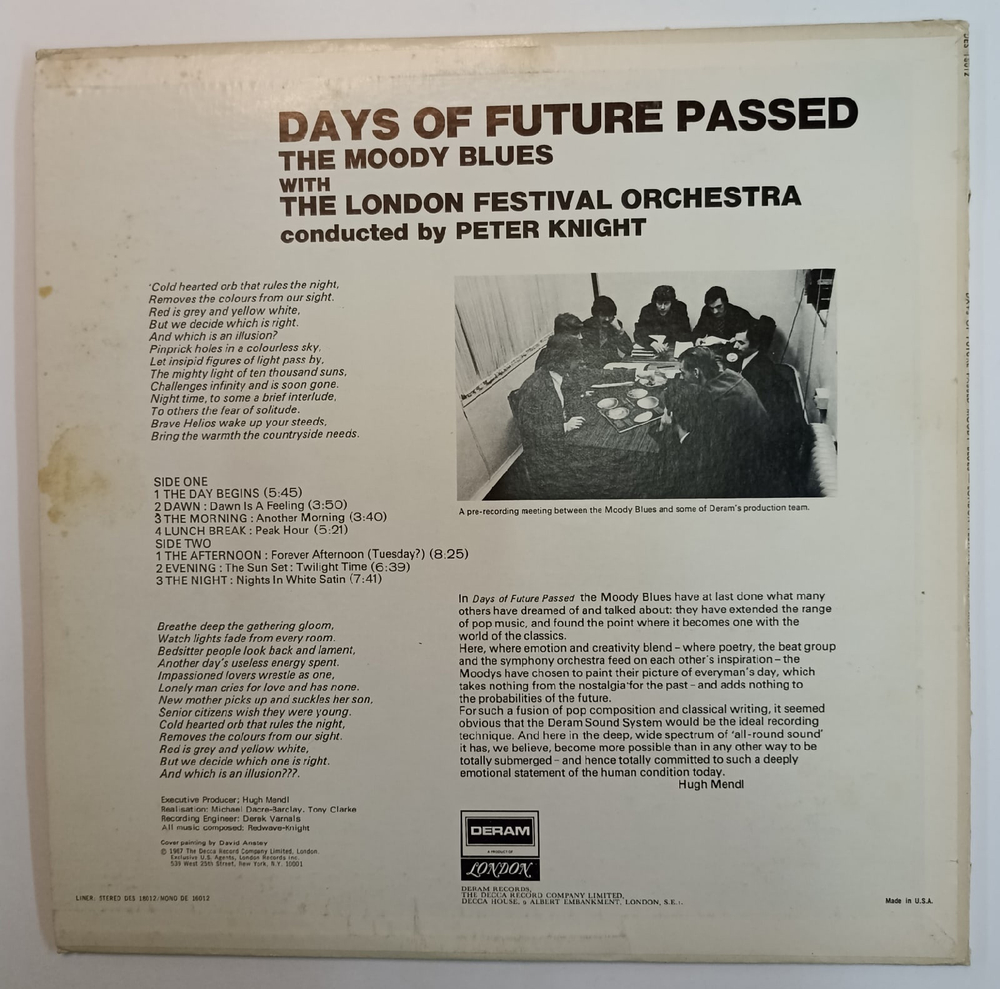 DAYS OF FUTURE PASSED
THE MOODY BLUES
WITH
THE LONDON FESTIVAL ORCHESTRA
conducted by PETER KNIGHT
'Cold hearted orb that rules the night,
Removes the colours from our sight.
Red is grey and yellow white,
But we decide which is right.
And which is an illusion?
Pinprick holes in a colourless sky,
Let insipid figures of light pass by,
The mighty light of ten thousand suns,
Challenges infinity and is soon gone.
Night time, to some a brief interlude,
To others the fear of solitude.
Brave Helios wake up your steeds,
Bring the warmth the countryside needs.
A pre-recording meeting between the Moody Blues and some of Deram's production team.
SIDE ONE
1 THE DAY BEGINS (5:45)
2 DAWN : Dawn Is A Feeling (3:50)
3 THE MORNING : Another Morning (3:40)
4 LUNCH BREAK : Peak Hour (5:21)
SIDE TWO
1 THE AFTERNOON : Forever Afternoon (Tuesday?) (8.25)
2 EVENING : The Sun Set : Twilight Time (6:39)
3 THE NIGHT : Nights In White Satin (7:41)
Breathe deep the gathering gloom,
Watch lights fade from every room.
Bedsitter people look back and lament,
Another day's useless energy spent.
Impassioned lovers wrestle as one,
Lonely man cries for love and has none.
New mother picks up and suckles her son,
Senior citizens wish they were young.
Cold hearted orb that rules the night,
Removes the colours from our sight.
Red is grey and yellow white,
But we decide which one is right.
And which is an illusion???.
In Days of Future Passed the Moody Blues have at last done what many
others have dreamed of and talked about: they have extended the range
of pop music, and found the point where it becomes one with the
world of the classics.
Here, where emotion and creativity blend – where poetry, the beat group
and the symphony orchestra feed on each other's inspiration – the
Moodys have chosen to paint their picture of everyman's day, which
takes nothing from the nostalgia for the past – and adds nothing to
the probabilities of the future.
For such a fusion of pop composition and classical writing, it seemed
obvious that the Deram Sound System would be the ideal recording
technique. And here in the deep, wide spectrum of 'all-round sound'
it has, we believe, become more possible than in any other way to be
totally submerged – and hence totally committed to such a deeply
emotional statement of the human condition today.
Hugh Mendl
Executive Producer: Hugh Mendl
Realisation: Michael Dacre-Barclay, Tony Clarke
Recording Engineer: Derek Varnals
All music composed: Redwave-Knight
Cover painting by David Anstey
© 1967 The Decca Record Company Limited, London.
Exclusive U.S. Agents, London Records Inc.
539 West 25th Street, New York, N.Y. 10001
DERAM
A PRODUCT OF
LONDON
DERAM RECORDS,
THE DECCA RECORD COMPANY LIMITED,
DECCA HOUSE, 9 ALBERT EMBANKMENT, LONDON, S.E.1.
LINER. STEREO DES 18012/MONO DE 16012
Made in U.S.A.
DES 18012